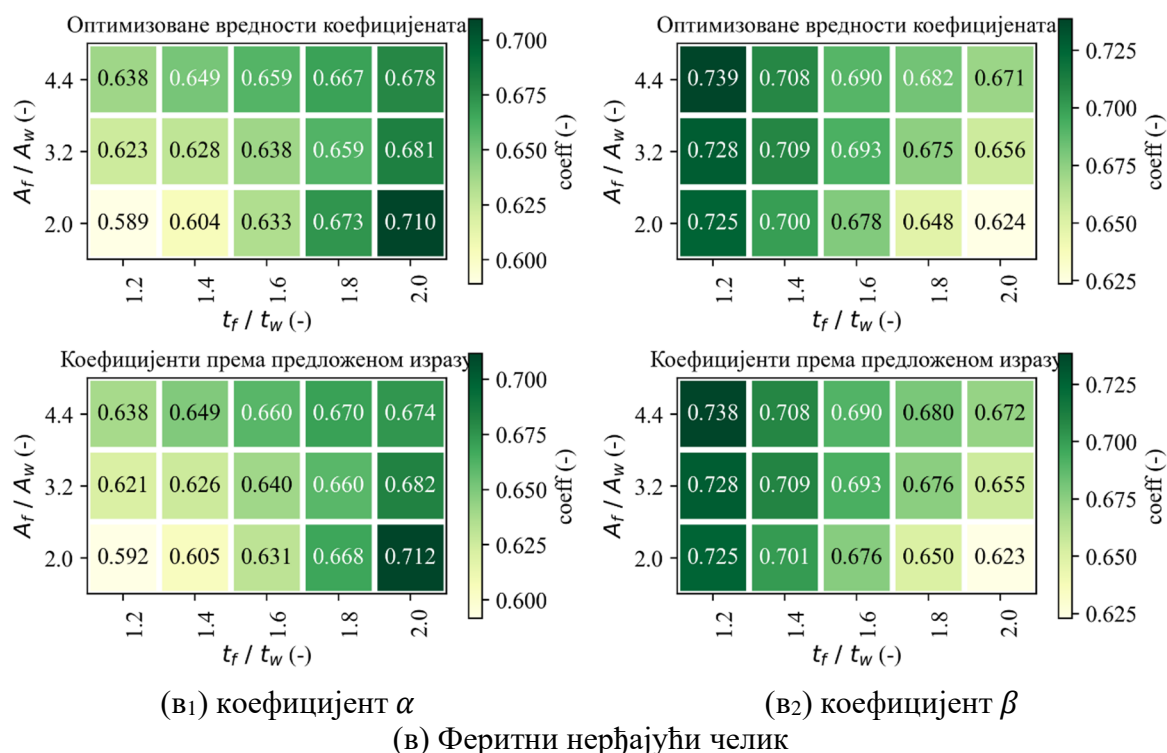 Оптимизоване вредности коефицијената
A_f / A_w (-)
4.4 0.638 0.649 0.659 0.667 0.678
3.2 0.623 0.628 0.638 0.659 0.681
2.0 0.589 0.604 0.633 0.673 0.710
1.2 1.4 1.6 1.8 2.0
t_f / t_w (-)
0.700
0.675
0.650
0.625
0.600
coeff (-)
Оптимизоване вредности коефицијената
A_f / A_w (-)
4.4 0.739 0.708 0.690 0.682 0.671
3.2 0.728 0.709 0.693 0.675 0.656
2.0 0.725 0.700 0.678 0.648 0.624
1.2 1.4 1.6 1.8 2.0
t_f / t_w (-)
0.725
0.700
0.675
0.650
0.625
coeff (-)
Коефицијенти према предложеном изразу
A_f / A_w (-)
4.4 0.638 0.649 0.660 0.670 0.674
3.2 0.621 0.626 0.640 0.660 0.682
2.0 0.592 0.605 0.631 0.668 0.712
1.2 1.4 1.6 1.8 2.0
t_f / t_w (-)
0.700
0.675
0.650
0.625
0.600
coeff (-)
Коефицијенти према предложеном изразу
A_f / A_w (-)
4.4 0.738 0.708 0.690 0.680 0.672
3.2 0.728 0.709 0.693 0.676 0.655
2.0 0.725 0.701 0.676 0.650 0.623
1.2 1.4 1.6 1.8 2.0
t_f / t_w (-)
0.725
0.700
0.675
0.650
0.625
coeff (-)
(в₁) коефицијент α
(в₂) коефицијент β
(в) Феритни нерђајући челик